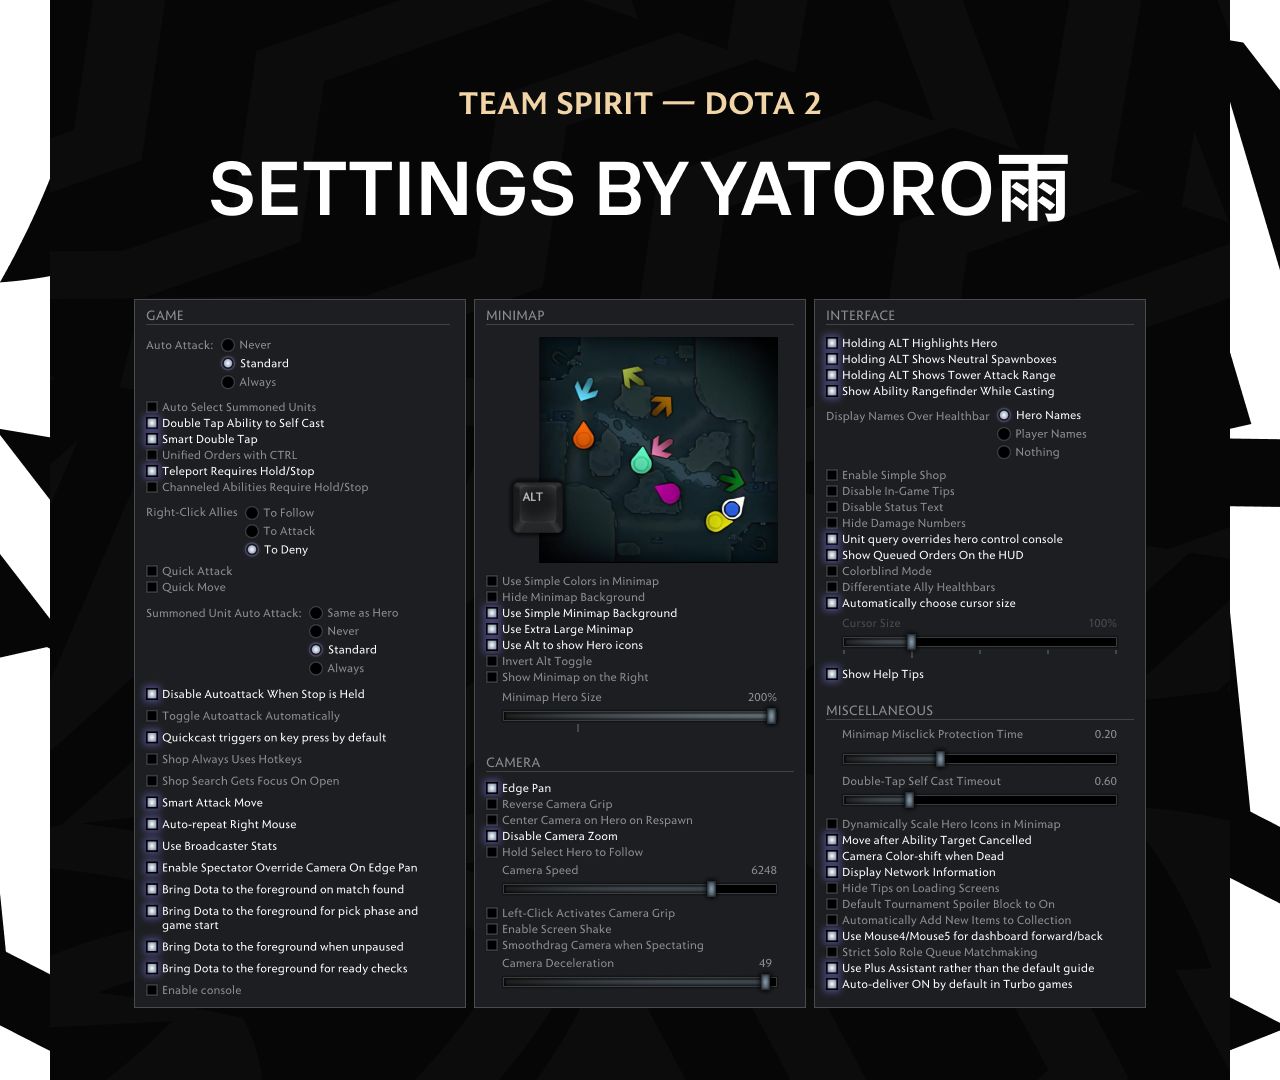 TEAM SPIRIT — DOTA 2
SETTINGS BY YATORO雨
GAME
Auto Attack:
Never
Standard
Always
Auto Select Summoned Units
Double Tap Ability to Self Cast
Smart Double Tap
Unified Orders with CTRL
Teleport Requires Hold/Stop
Channeled Abilities Require Hold/Stop
Right-Click Allies
To Follow
To Attack
To Deny
Quick Attack
Quick Move
Summoned Unit Auto Attack:
Same as Hero
Never
Standard
Always
Disable Autoattack When Stop is Held
Toggle Autoattack Automatically
Quickcast triggers on key press by default
Shop Always Uses Hotkeys
Shop Search Gets Focus On Open
Smart Attack Move
Auto-repeat Right Mouse
Use Broadcaster Stats
Enable Spectator Override Camera On Edge Pan
Bring Dota to the foreground on match found
Bring Dota to the foreground for pick phase and
game start
Bring Dota to the foreground when unpaused
Bring Dota to the foreground for ready checks
Enable console
MINIMAP
ALT
Use Simple Colors in Minimap
Hide Minimap Background
Use Simple Minimap Background
Use Extra Large Minimap
Use Alt to show Hero icons
Invert Alt Toggle
Show Minimap on the Right
Minimap Hero Size 200%
CAMERA
Edge Pan
Reverse Camera Grip
Center Camera on Hero on Respawn
Disable Camera Zoom
Hold Select Hero to Follow
Camera Speed 6248
Left-Click Activates Camera Grip
Enable Screen Shake
Smoothdrag Camera when Spectating
Camera Deceleration 49
INTERFACE
Holding ALT Highlights Hero
Holding ALT Shows Neutral Spawnboxes
Holding ALT Shows Tower Attack Range
Show Ability Rangefinder While Casting
Display Names Over Healthbar
Hero Names
Player Names
Nothing
Enable Simple Shop
Disable In-Game Tips
Disable Status Text
Hide Damage Numbers
Unit query overrides hero control console
Show Queued Orders On the HUD
Colorblind Mode
Differentiate Ally Healthbars
Automatically choose cursor size
Cursor Size 100%
Show Help Tips
MISCELLANEOUS
Minimap Misclick Protection Time 0.20
Double-Tap Self Cast Timeout 0.60
Dynamically Scale Hero Icons in Minimap
Move after Ability Target Cancelled
Camera Color-shift when Dead
Display Network Information
Hide Tips on Loading Screens
Default Tournament Spoiler Block to On
Automatically Add New Items to Collection
Use Mouse4/Mouse5 for dashboard forward/back
Strict Solo Role Queue Matchmaking
Use Plus Assistant rather than the default guide
Auto-deliver ON by default in Turbo games